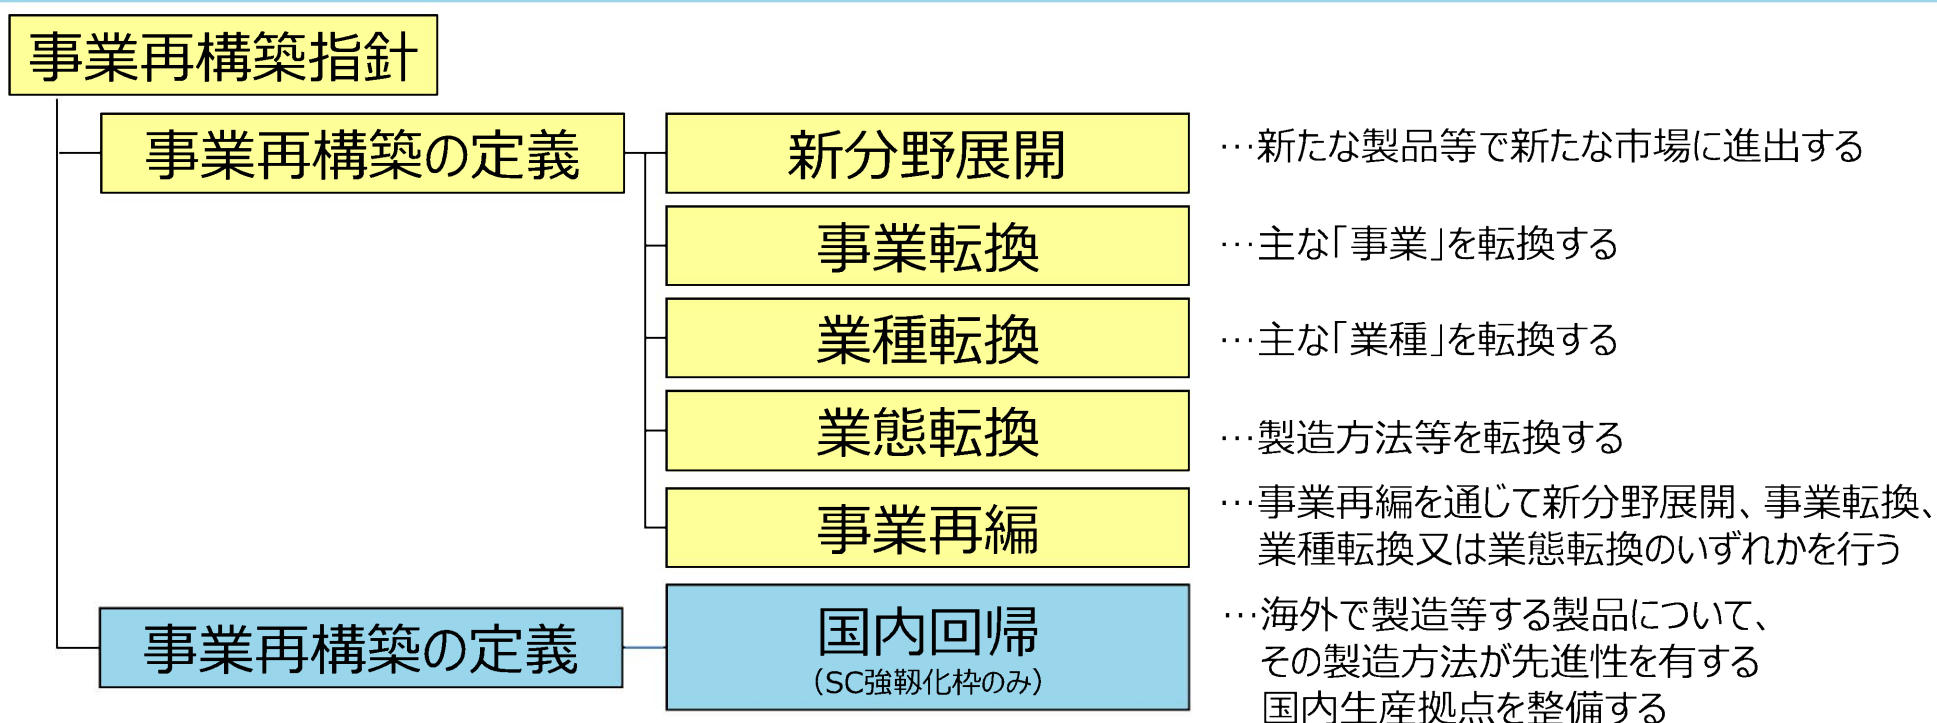 事業再構築指針
事業再構築の定義
新分野展開
…新たな製品等で新たな市場に進出する
事業転換
…主な「事業」を転換する
業種転換
…主な「業種」を転換する
業態転換
…製造方法等を転換する
事業再編
…事業再編を通じて新分野展開、事業転換、
業種転換又は業態転換のいずれかを行う
事業再構築の定義
国内回帰
（SC強靱化枠のみ）
…海外で製造等する製品について、
その製造方法が先進性を有する
国内生産拠点を整備する